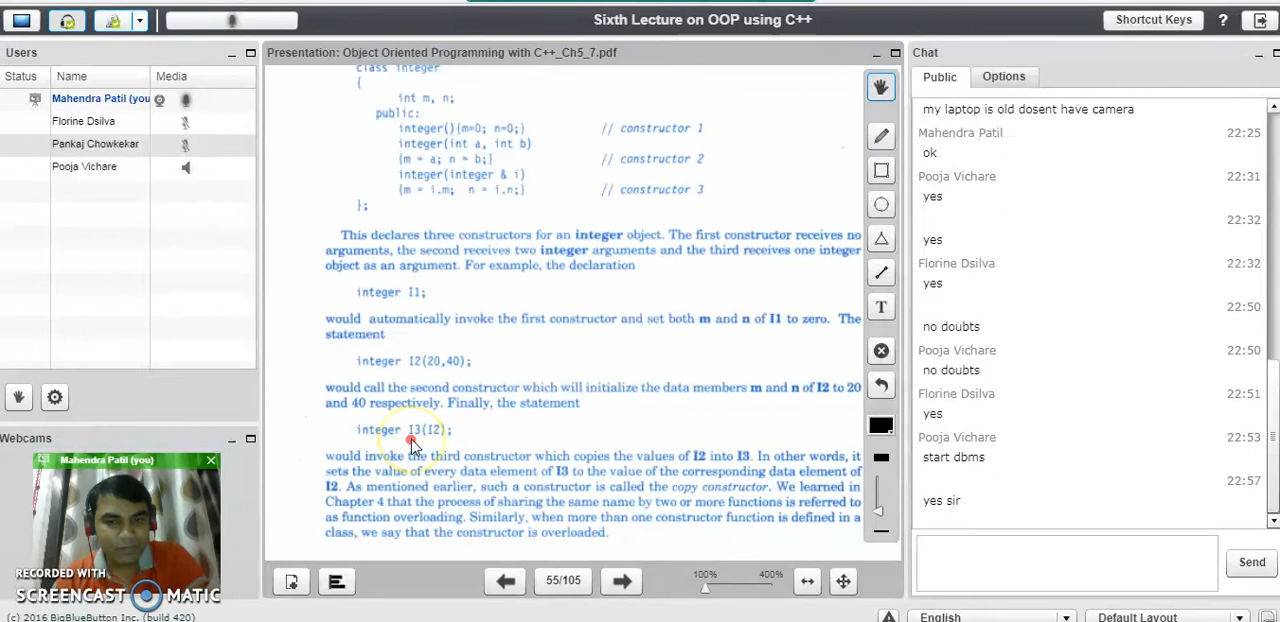 Sixth Lecture on OOP using C++
Shortcut Keys
?
Users
Status Name Media
Mahendra Patil (you)
Florine Dsilva
Pankaj Chowkekar
Pooja Vichare
Webcams
Mahendra Patil (you)
RECORDED WITH
SCREENCAST MATIC
(c) 2016 BigBlueButton Inc. (build 420)
Presentation: Object Oriented Programming with C++_Ch5_7.pdf
class integer
{
int m, n;
public:
integer(){m=0; n=0;} // constructor 1
integer(int a, int b)
{m = a; n = b;} // constructor 2
integer(integer & i)
{m = i.m; n = i.n;} // constructor 3
};
This declares three constructors for an integer object. The first constructor receives no
arguments, the second receives two integer arguments and the third receives one integer
object as an argument. For example, the declaration
integer I1;
would automatically invoke the first constructor and set both m and n of I1 to zero. The
statement
integer I2(20,40);
would call the second constructor which will initialize the data members m and n of I2 to 20
and 40 respectively. Finally, the statement
integer I3(I2);
would invoke the third constructor which copies the values of I2 into I3. In other words, it
sets the value of every data element of I3 to the value of the corresponding data element of
I2. As mentioned earlier, such a constructor is called the copy constructor. We learned in
Chapter 4 that the process of sharing the same name by two or more functions is referred to
as function overloading. Similarly, when more than one constructor function is defined in a
class, we say that the constructor is overloaded.
T
55/105
100% 400%
Chat
Public Options
my laptop is old dosent have camera
Mahendra Patil 22:25
ok
Pooja Vichare 22:31
yes
22:32
yes
Florine Dsilva 22:32
yes
22:50
no doubts
Pooja Vichare 22:50
no doubts
Florine Dsilva 22:51
yes
Pooja Vichare 22:53
start dbms
22:57
yes sir
Send
English
Default Layout